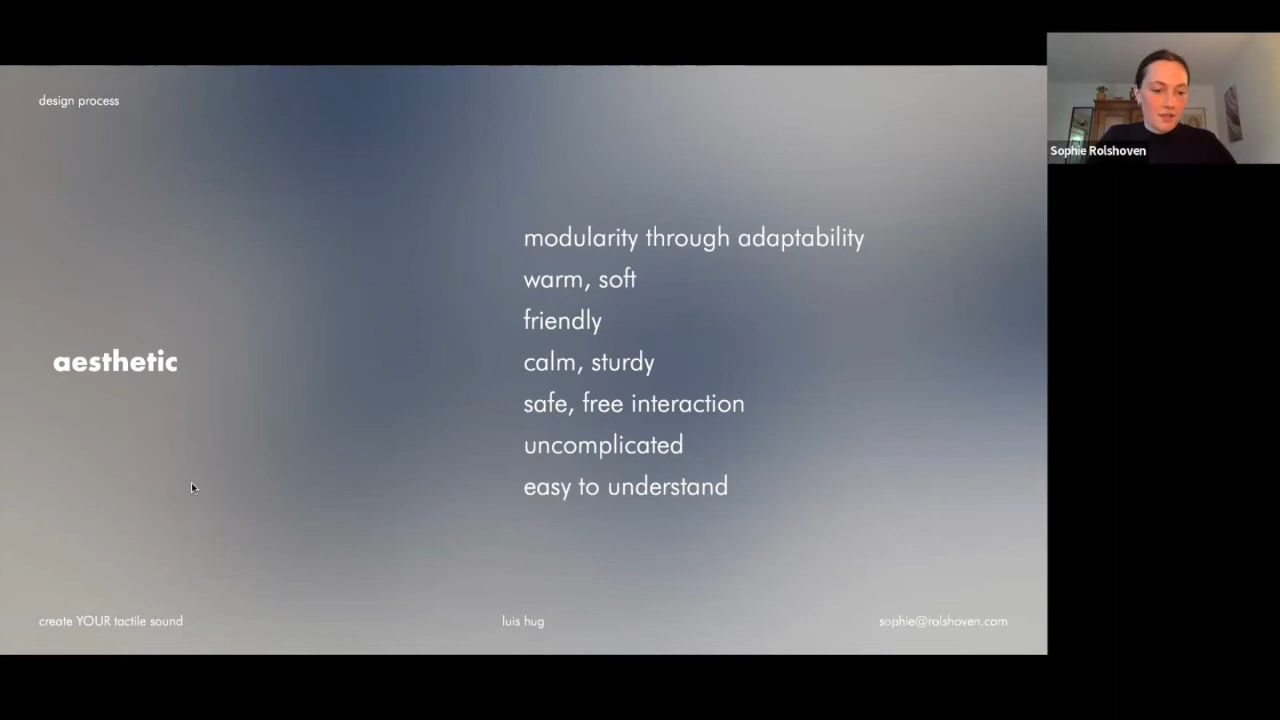 design process
Sophie Rolshoven
modularity through adaptability
warm, soft
friendly
aesthetic
calm, sturdy
safe, free interaction
uncomplicated
easy to understand
create YOUR tactile sound
luis hug
sophie@rolshoven.com